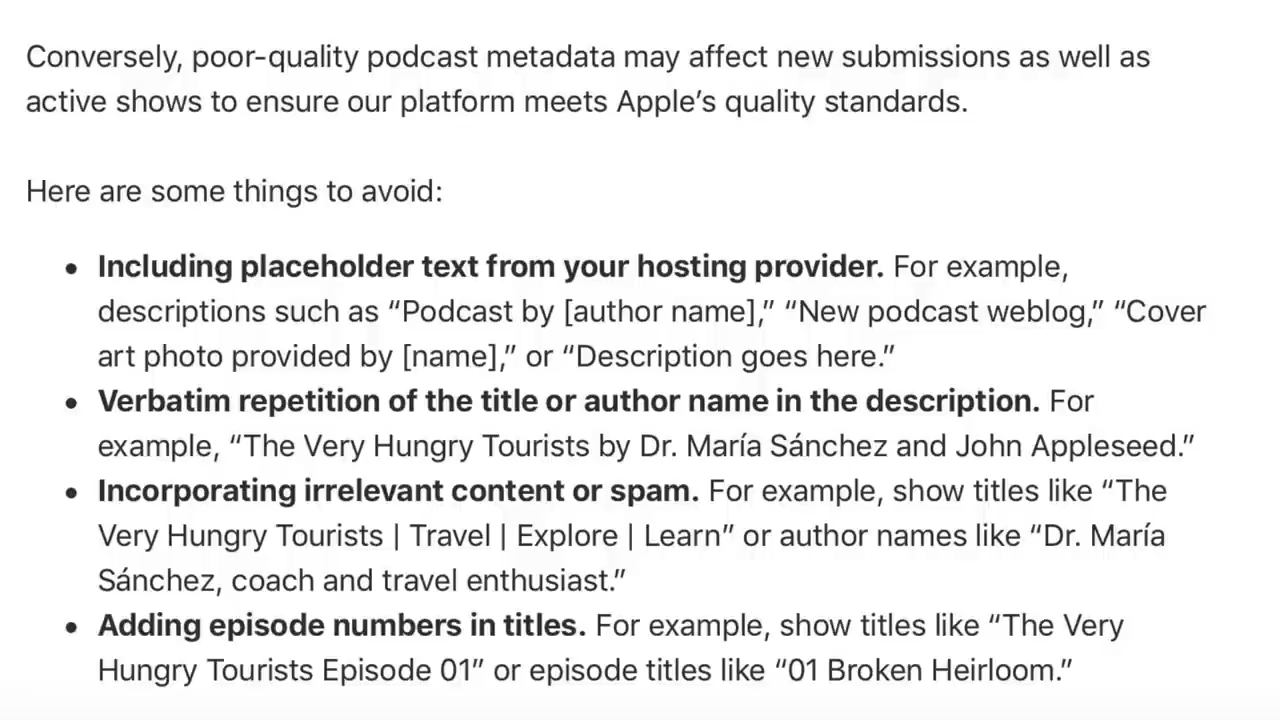 Conversely, poor-quality podcast metadata may affect new submissions as well as
active shows to ensure our platform meets Apple’s quality standards.
Here are some things to avoid:
• Including placeholder text from your hosting provider. For example,
descriptions such as “Podcast by [author name],” “New podcast weblog,” “Cover
art photo provided by [name],” or “Description goes here.”
• Verbatim repetition of the title or author name in the description. For
example, “The Very Hungry Tourists by Dr. María Sánchez and John Appleseed.”
• Incorporating irrelevant content or spam. For example, show titles like “The
Very Hungry Tourists | Travel | Explore | Learn” or author names like “Dr. María
Sánchez, coach and travel enthusiast.”
• Adding episode numbers in titles. For example, show titles like “The Very
Hungry Tourists Episode 01” or episode titles like “01 Broken Heirloom.”